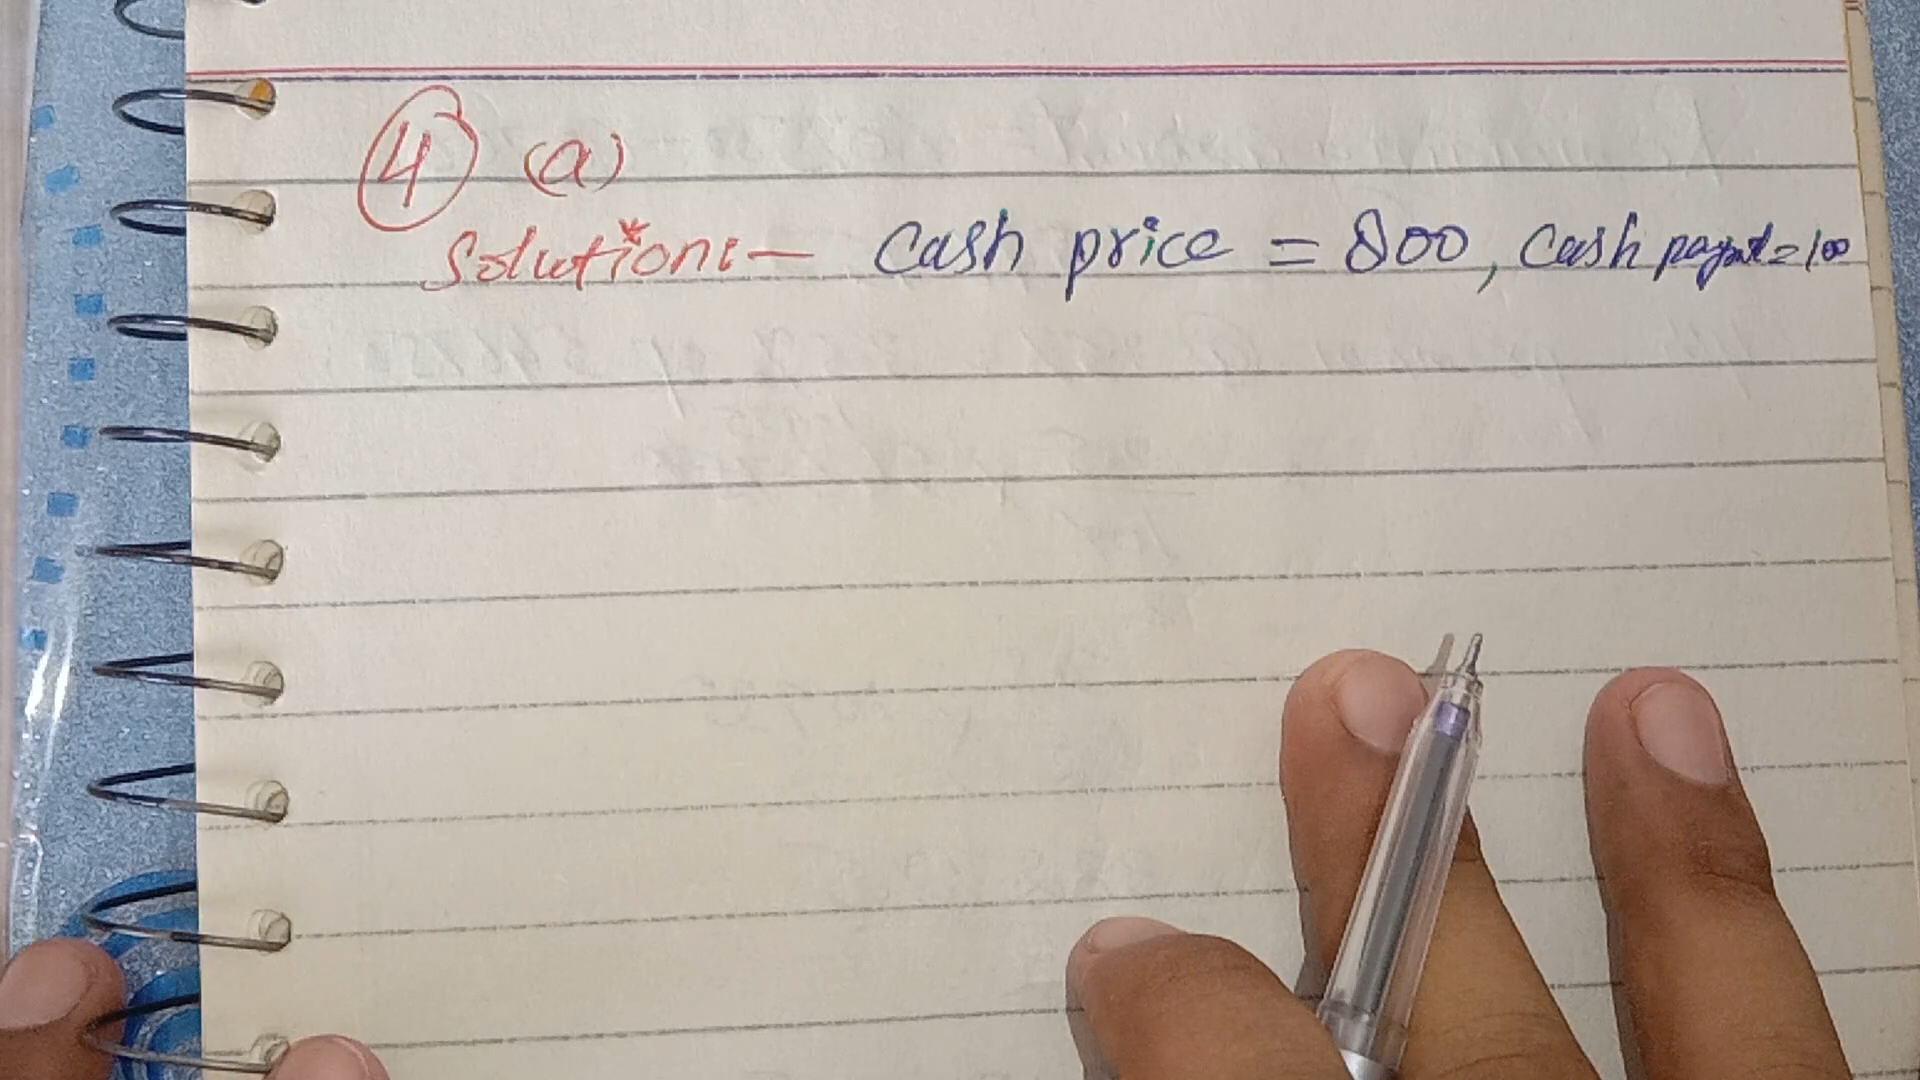 4 (a)
Solution:- Cash price = 800, Cash paymt = 100